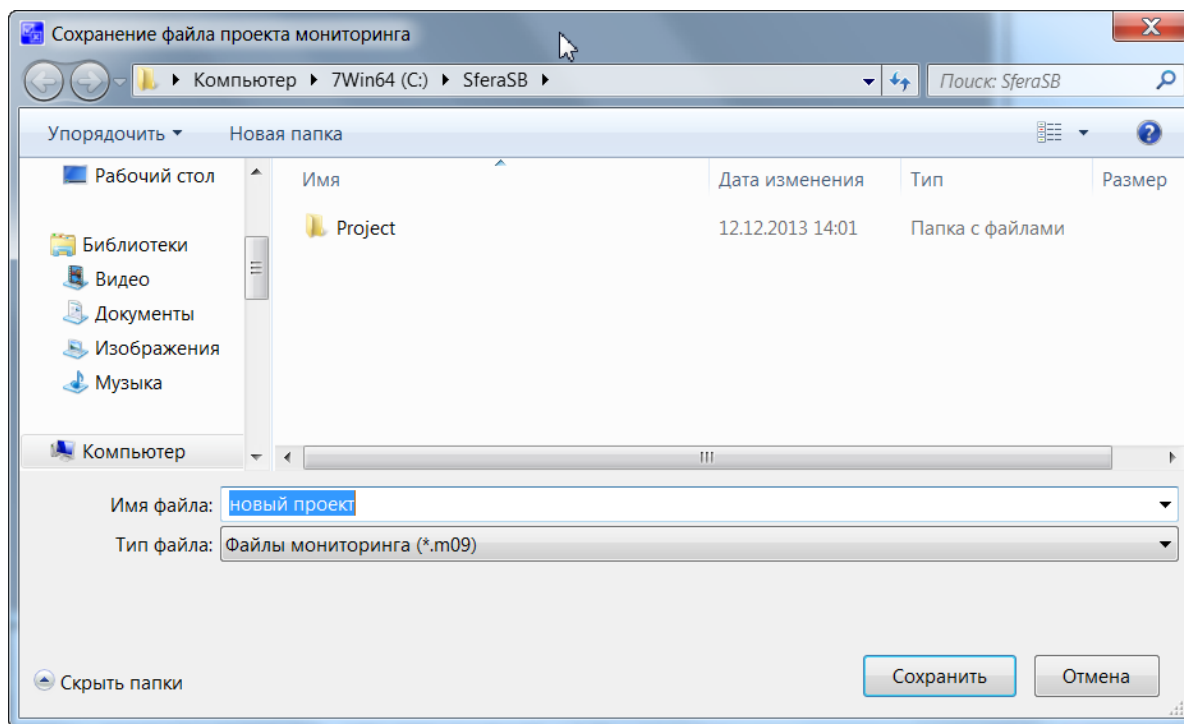 Сохранение файла проекта мониторинга
Компьютер 7Win64 (C:) SferaSB
Поиск: SferaSB
Упорядочить Новая папка
Рабочий стол
Библиотеки
Видео
Документы
Изображения
Музыка
Компьютер
Имя Дата изменения Тип Размер
Project 12.12.2013 14:01 Папка с файлами
Имя файла: новый проект
Тип файла: Файлы мониторинга (*.m09)
Скрыть папки
Сохранить Отмена